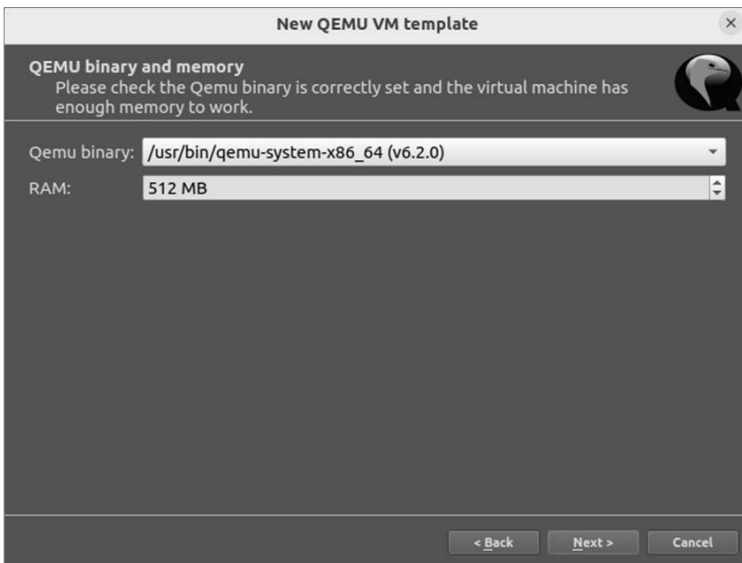 New QEMU VM template
QEMU binary and memory
Please check the Qemu binary is correctly set and the virtual machine has
enough memory to work.
Qemu binary: /usr/bin/qemu-system-x86_64 (v6.2.0)
RAM: 512 MB
< Back Next > Cancel